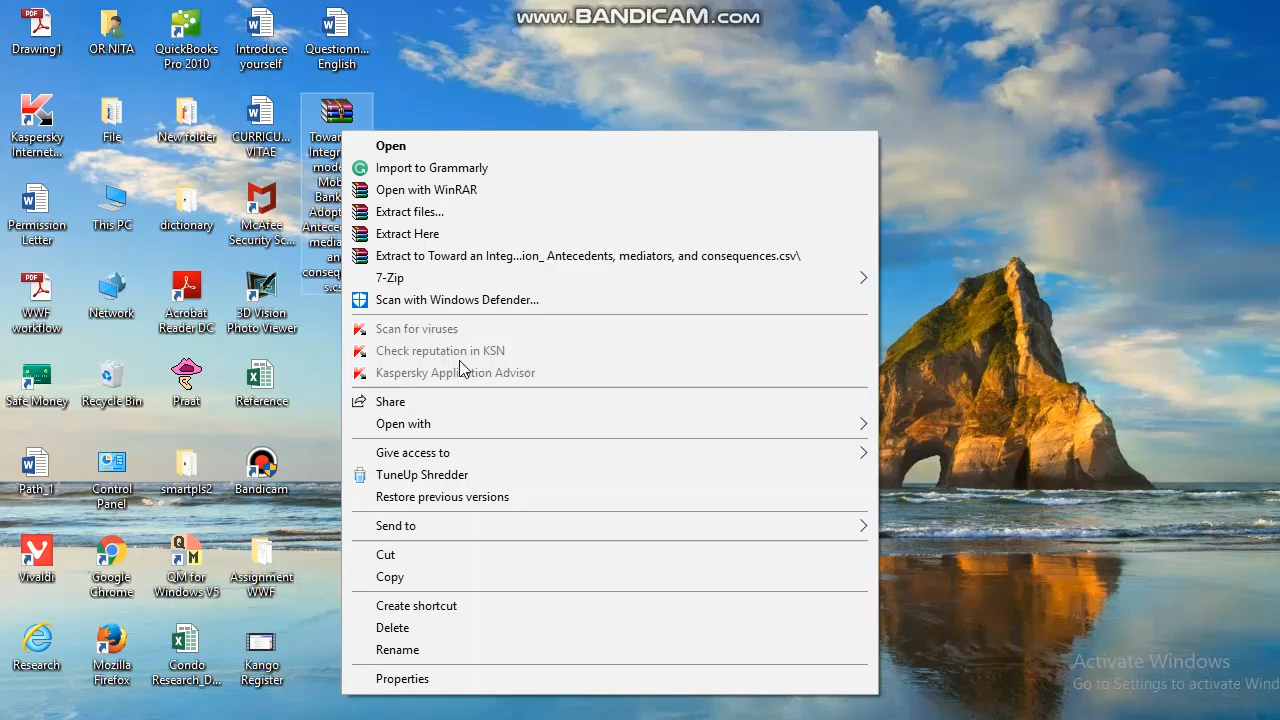 www.BANDICAM.com
Drawing1
OR NITA
QuickBooks
Pro 2010
Introduce
yourself
Questionn...
English
Kaspersky
Internet...
File
New folder
CURRICU...
VITAE
Permission
Letter
This PC
dictionary
McAfee
Security Sc...
WWF
workflow
Network
Acrobat
Reader DC
3D Vision
Photo Viewer
Safe Money
Recycle Bin
Praat
Reference
Path_1
Control
Panel
smartpls2
Bandicam
Vivaldi
Google
Chrome
QM for
Windows V5
Assignment
WWF
Research
Mozilla
Firefox
Condo
Research_D...
Kango
Register
Open
Import to Grammarly
Open with WinRAR
Extract files...
Extract Here
Extract to Toward an Integ...ion_ Antecedents, mediators, and consequences.csv\
7-Zip
Scan with Windows Defender...
Scan for viruses
Check reputation in KSN
Kaspersky Application Advisor
Share
Open with
Give access to
TuneUp Shredder
Restore previous versions
Send to
Cut
Copy
Create shortcut
Delete
Rename
Properties
Activate Windows
Go to Settings to activate Wind